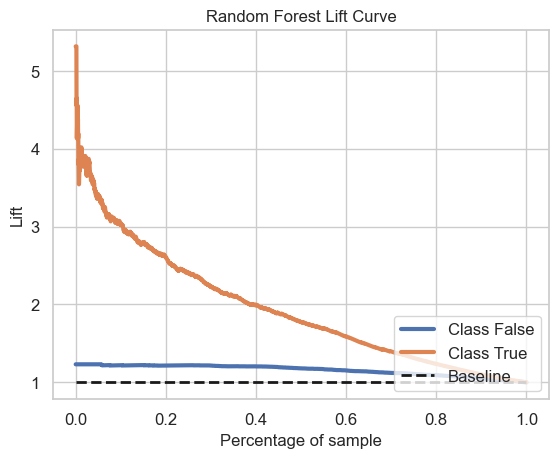 Random Forest Lift Curve
Lift
5
4
3
2
1
Class False
Class True
Baseline
0.0 0.2 0.4 0.6 0.8 1.0
Percentage of sample